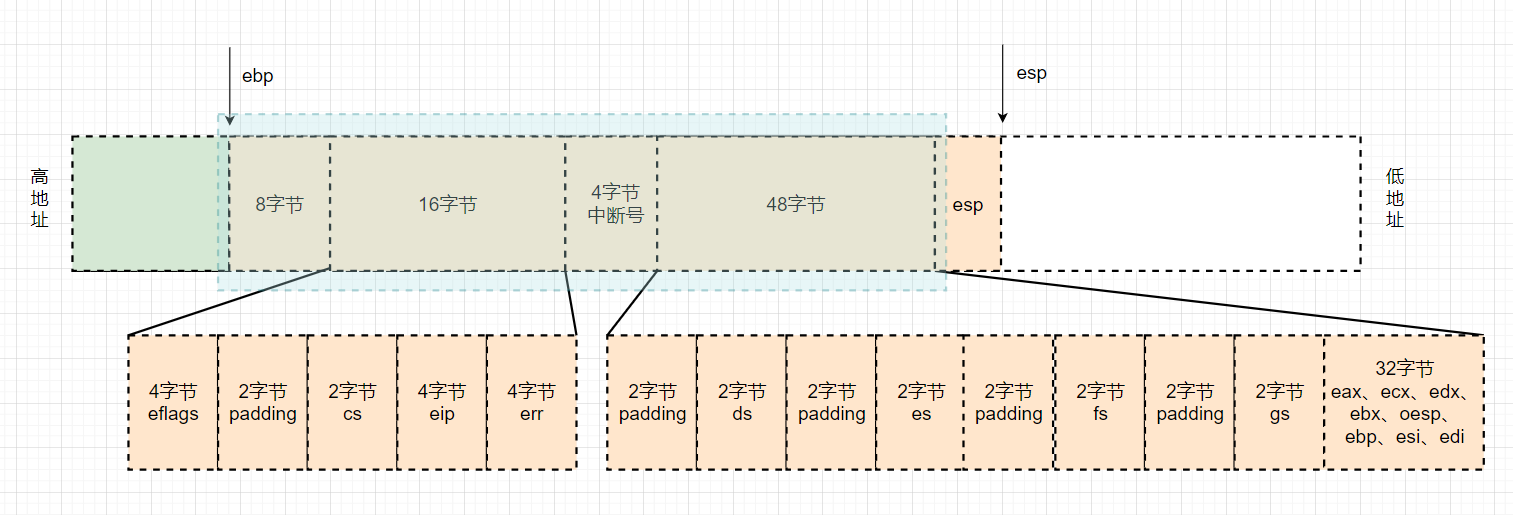 ebp
esp
高
地
址
8字节
16字节
4字节
中断号
48字节
esp
低
地
址
4字节
eflags
2字节
padding
2字节
cs
4字节
eip
4字节
err
2字节
padding
2字节
ds
2字节
padding
2字节
es
2字节
padding
2字节
fs
2字节
padding
2字节
gs
32字节
eax、ecx、edx、
ebx、oesp、
ebp、esi、edi